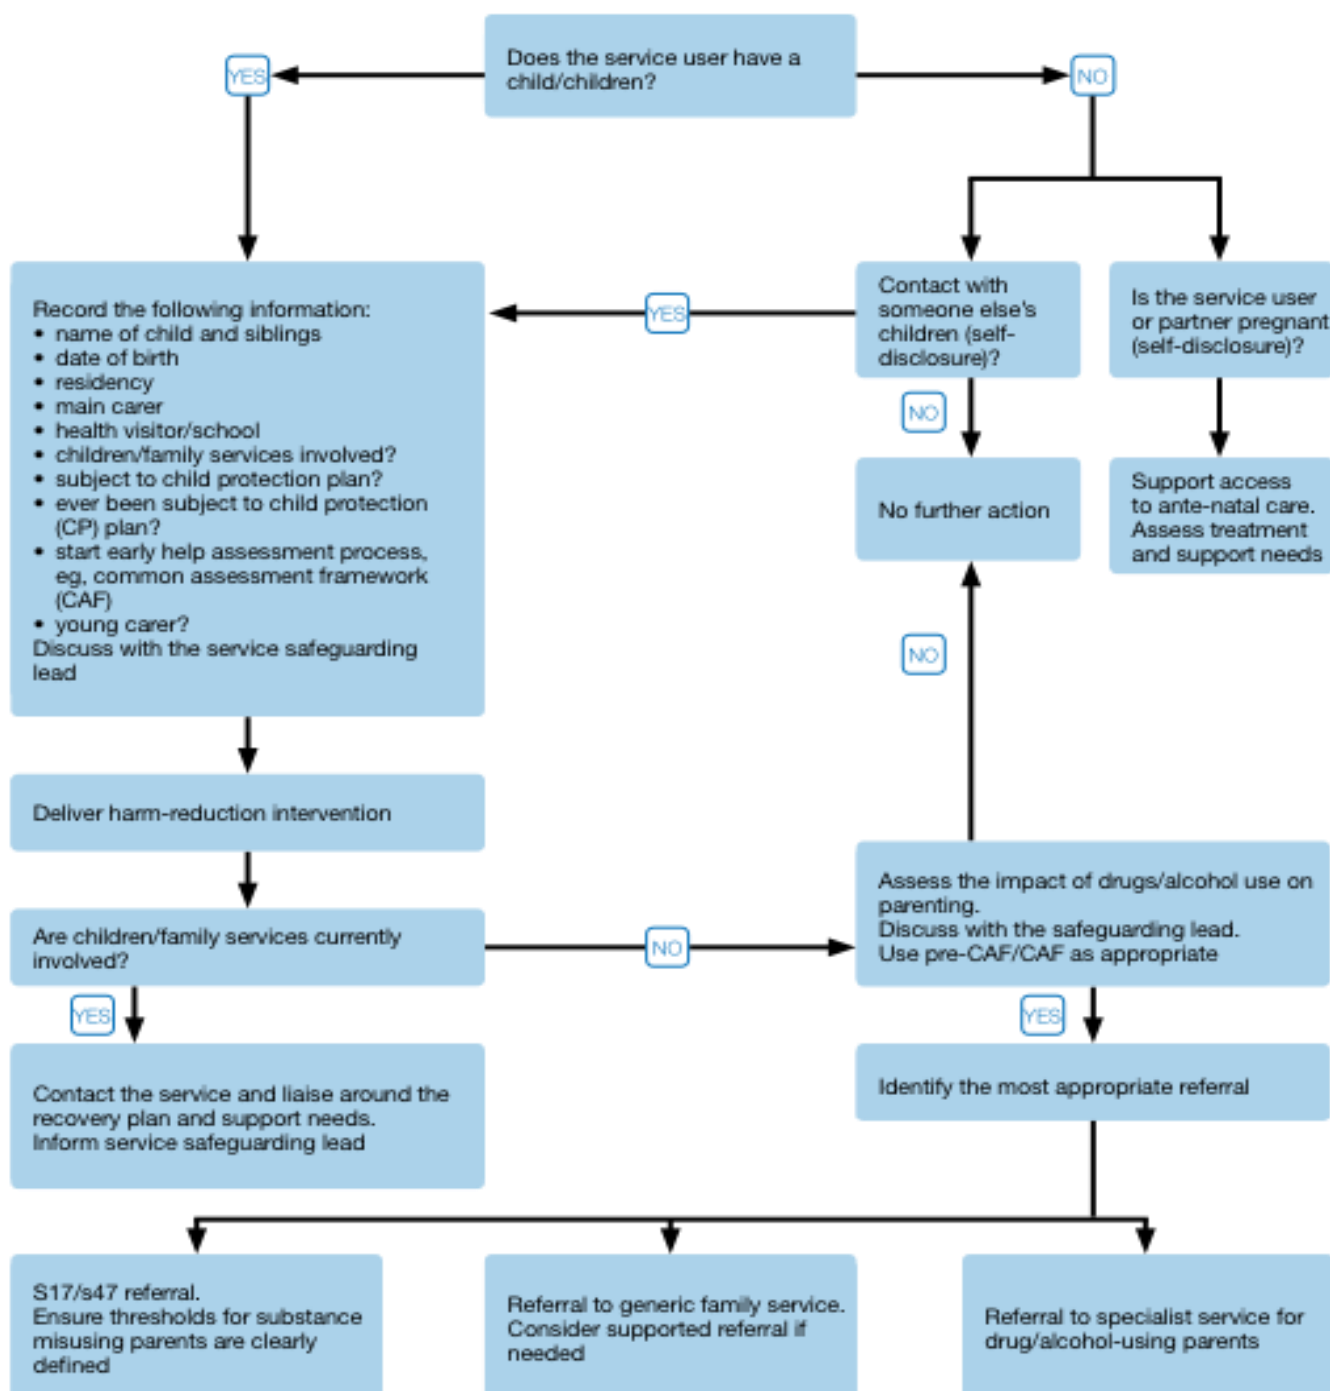 Does the service user have a
child/children?
YES
NO
Record the following information:
• name of child and siblings
• date of birth
• residency
• main carer
• health visitor/school
• children/family services involved?
• subject to child protection plan?
• ever been subject to child protection
(CP) plan?
• start early help assessment process,
eg, common assessment framework
(CAF)
• young carer?
Discuss with the service safeguarding
lead
YES
Contact with
someone else's
children (self-
disclosure)?
Is the service user
or partner pregnant
(self-disclosure)?
NO
No further action
Support access
to ante-natal care.
Assess treatment
and support needs
NO
Deliver harm-reduction intervention
Are children/family services currently
involved?
NO
Assess the impact of drugs/alcohol use on
parenting.
Discuss with the safeguarding lead.
Use pre-CAF/CAF as appropriate
YES
YES
Contact the service and liaise around the
recovery plan and support needs.
Inform service safeguarding lead
Identify the most appropriate referral
S17/s47 referral.
Ensure thresholds for substance
misusing parents are clearly
defined
Referral to generic family service.
Consider supported referral if
needed
Referral to specialist service for
drug/alcohol-using parents